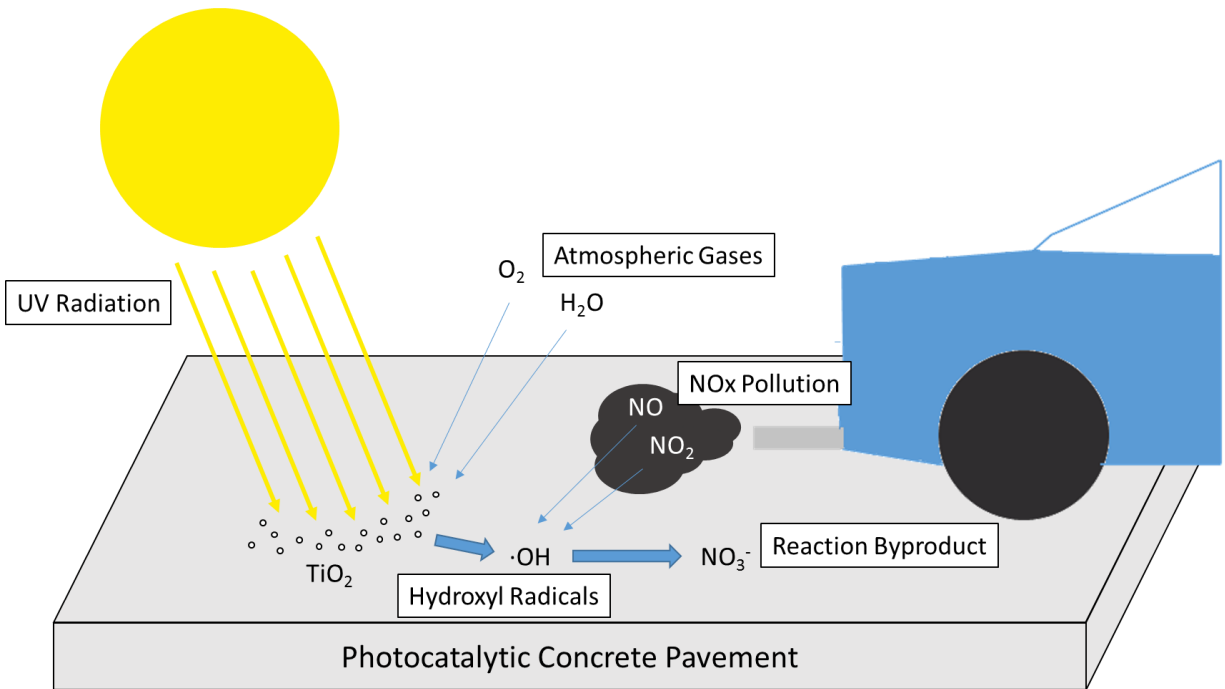 Atmospheric Gases
O₂
UV Radiation
H₂O
NOx Pollution
NO
NO₂
·OH
NO₃⁻
Reaction Byproduct
TiO₂
Hydroxyl Radicals
Photocatalytic Concrete Pavement